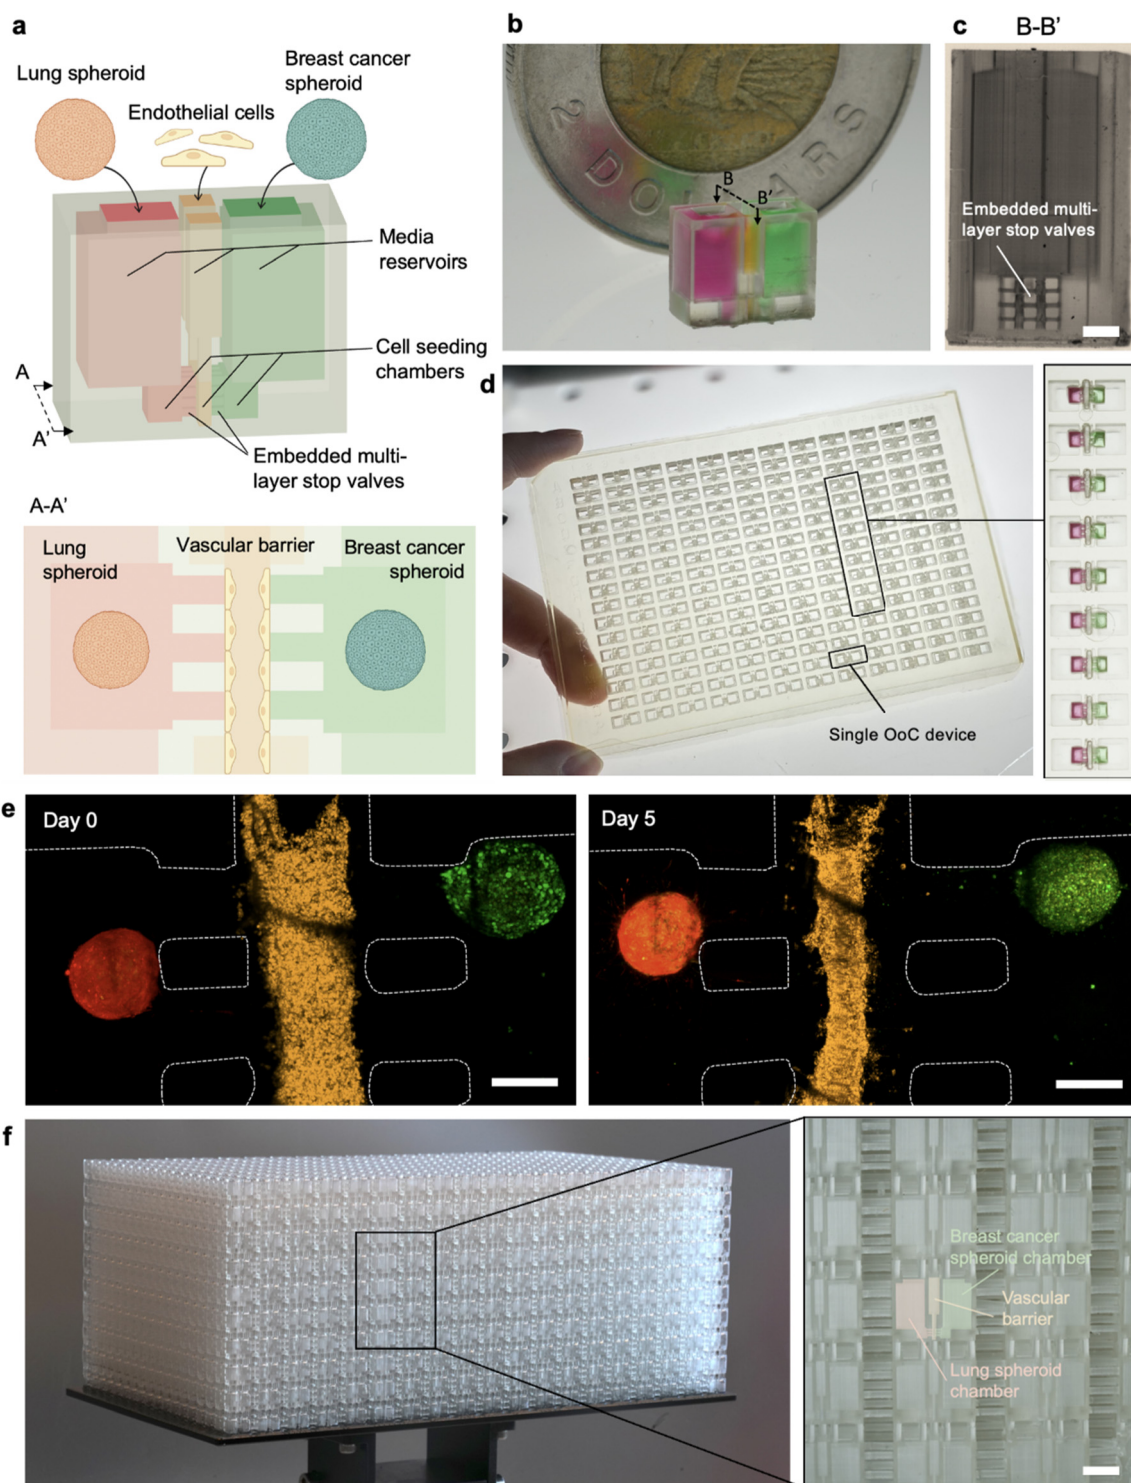 a
Lung spheroid
Breast cancer
spheroid
Endothelial cells
Media
reservoirs
Cell seeding
chambers
A
A'
Embedded multi-
layer stop valves
A-A'
Lung
spheroid
Vascular barrier
Breast cancer
spheroid
b
2 DOLLARS
B
B'
c
B-B'
Embedded multi-
layer stop valves
d
Single OoC device
e
Day 0
Day 5
f
Breast cancer
spheroid chamber
Vascular
barrier
Lung spheroid
chamber